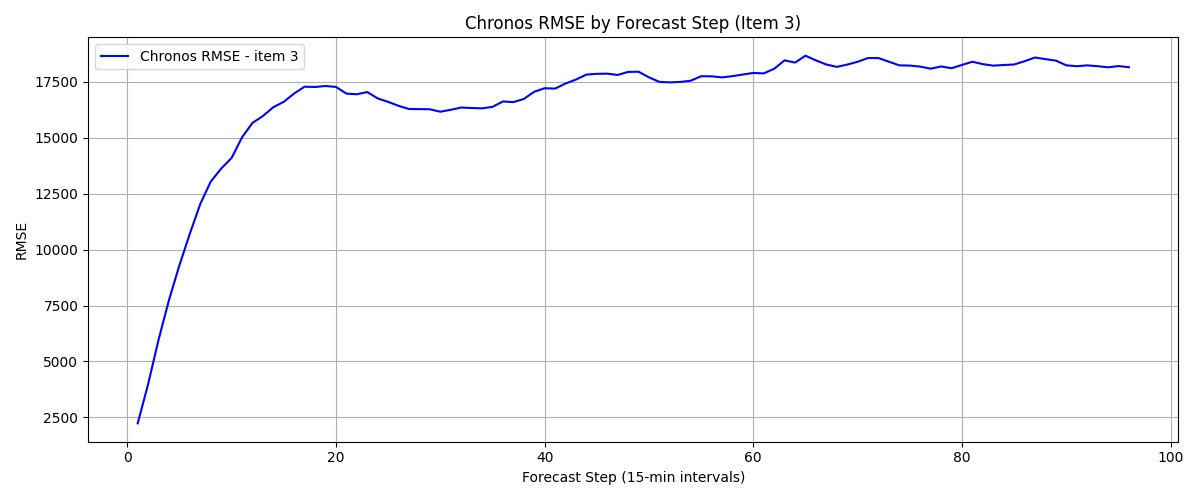 Chronos RMSE by Forecast Step (Item 3)
Chronos RMSE - item 3
17500
15000
12500
10000
7500
5000
2500
RMSE
0 20 40 60 80 100
Forecast Step (15-min intervals)